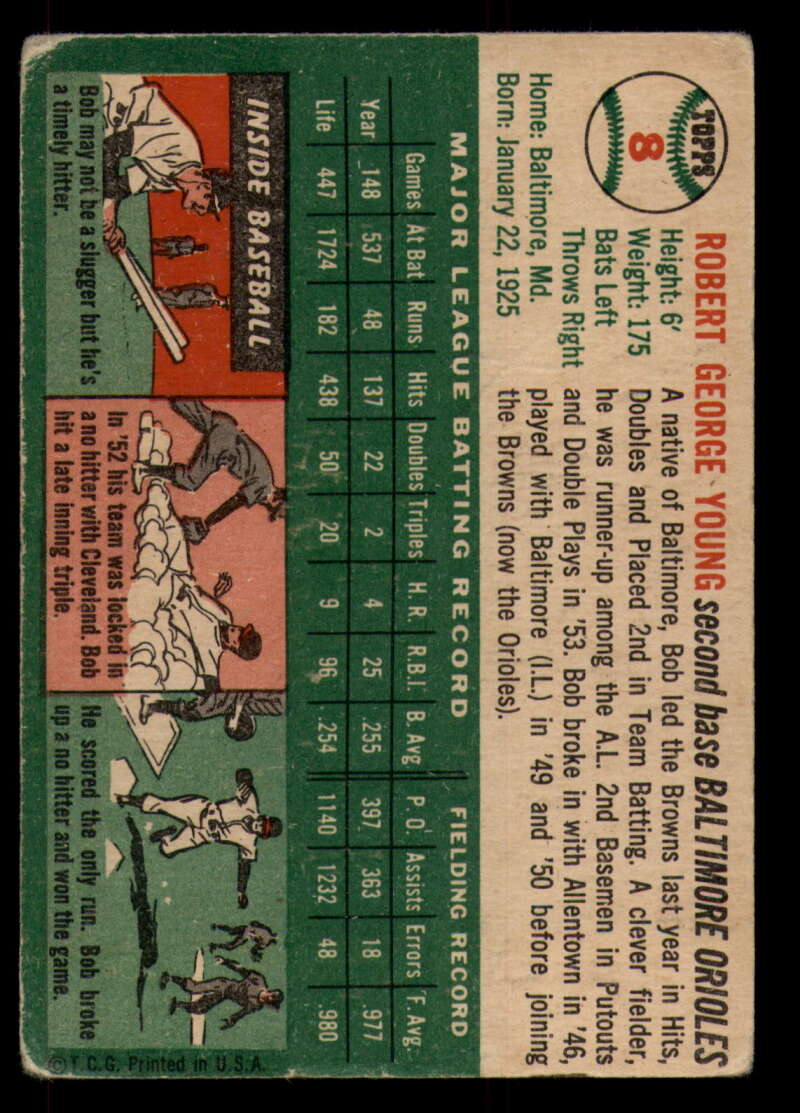 TOPPS
8
ROBERT GEORGE YOUNG second base BALTIMORE ORIOLES
Height: 6'
Weight: 175
Bats Left
Throws Right
Home: Baltimore, Md.
Born: January 22, 1925
A native of Baltimore, Bob led the Browns last year in Hits,
Doubles and Placed 2nd in Team Batting. A clever fielder,
he was runner-up among the A.L. 2nd Basemen in Putouts
and Double Plays in '53. Bob broke in with Allentown in '46,
played with Baltimore (I.L.) in '49 and '50 before joining
the Browns (now the Orioles).
MAJOR LEAGUE BATTING RECORD FIELDING RECORD
Games At Bat Runs Hits Doubles Triples H. R. R.B.I. B. Avg P. O. Assists Errors F. Avg.
Year 148 537 48 137 22 2 4 25 .255 397 363 18 .977
Life 447 1724 182 438 50 20 9 96 .254 1140 1232 48 .980
INSIDE BASEBALL
Bob may not be a slugger but he's
a timely hitter.
In '52 his team was locked in
a no hitter with Cleveland. Bob
hit a late inning triple.
He scored the only run. Bob broke
up a no hitter and won the game.
© T.C.G. Printed in U.S.A.